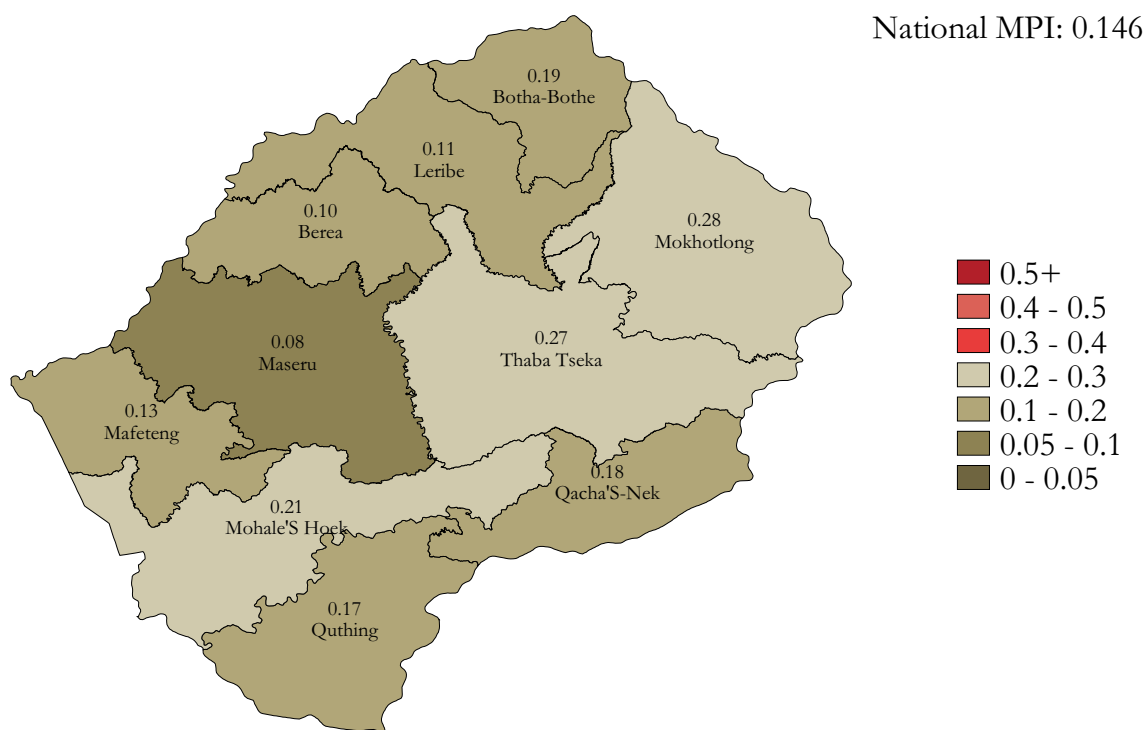 National MPI: 0.146
0.19
Botha-Bothe
0.11
Leribe
0.10
Berea
0.28
Mokhotlong
0.08
Maseru
0.27
Thaba Tseka
0.13
Mafeteng
0.18
Qacha'S-Nek
0.21
Mohale'S Hoek
0.17
Quthing
0.5+
0.4 - 0.5
0.3 - 0.4
0.2 - 0.3
0.1 - 0.2
0.05 - 0.1
0 - 0.05